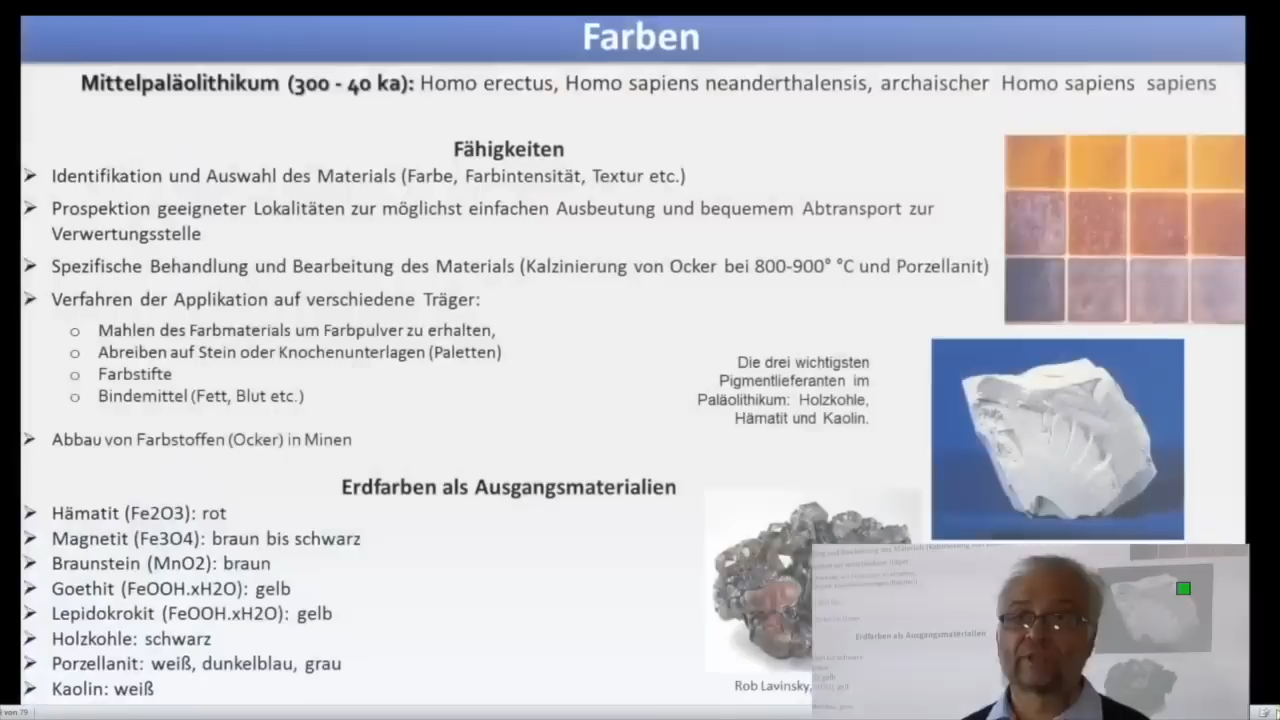 Farben
Mittelpaläolithikum (300 - 40 ka): Homo erectus, Homo sapiens neanderthalensis, archaischer Homo sapiens sapiens
Fähigkeiten
➢ Identifikation und Auswahl des Materials (Farbe, Farbintensität, Textur etc.)
➢ Prospektion geeigneter Lokalitäten zur möglichst einfachen Ausbeutung und bequemem Abtransport zur
Verwertungsstelle
➢ Spezifische Behandlung und Bearbeitung des Materials (Kalzinierung von Ocker bei 800-900° °C und Porzellanit)
➢ Verfahren der Applikation auf verschiedene Träger:
o Mahlen des Farbmaterials um Farbpulver zu erhalten,
o Abreiben auf Stein oder Knochenunterlagen (Paletten)
o Farbstifte
o Bindemittel (Fett, Blut etc.)
➢ Abbau von Farbstoffen (Ocker) in Minen
Die drei wichtigsten
Pigmentlieferanten im
Paläolithikum: Holzkohle,
Hämatit und Kaolin.
Erdfarben als Ausgangsmaterialien
➢ Hämatit (Fe2O3): rot
➢ Magnetit (Fe3O4): braun bis schwarz
➢ Braunstein (MnO2): braun
➢ Goethit (FeOOH.xH2O): gelb
➢ Lepidokrokit (FeOOH.xH2O): gelb
➢ Holzkohle: schwarz
➢ Porzellanit: weiß, dunkelblau, grau
➢ Kaolin: weiß
Rob Lavinsky,
Erdfarben als Ausgangsmaterialien
von 79